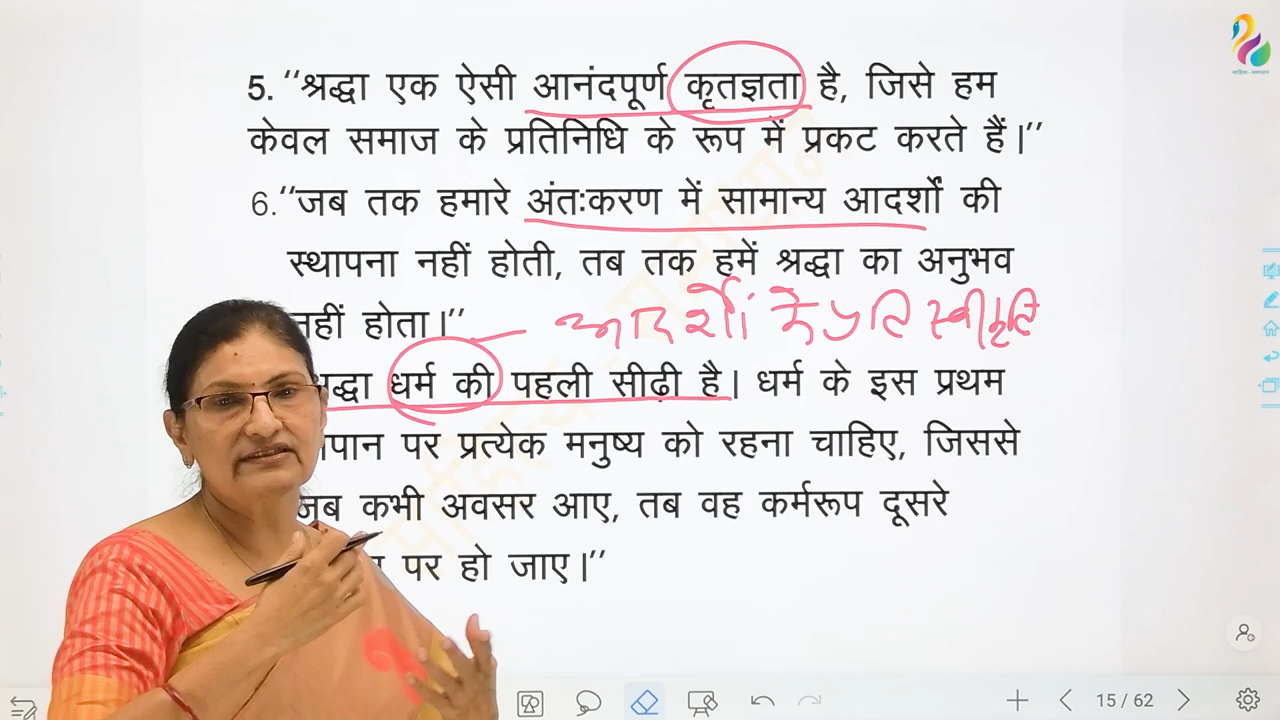 5. “श्रद्धा एक ऐसी आनंदपूर्ण कृतज्ञता है, जिसे हम
केवल समाज के प्रतिनिधि के रूप में प्रकट करते हैं।”
6.“जब तक हमारे अंतःकरण में सामान्य आदर्शों की
स्थापना नहीं होती, तब तक हमें श्रद्धा का अनुभव
नहीं होता।” – आदर्शों के प्रति स्वीकृति
धर्म की पहली सीढ़ी है। धर्म के इस प्रथम
पर प्रत्येक मनुष्य को रहना चाहिए, जिससे
जब कभी अवसर आए, तब वह कर्मरूप दूसरे
पर हो जाए।”
15 / 62